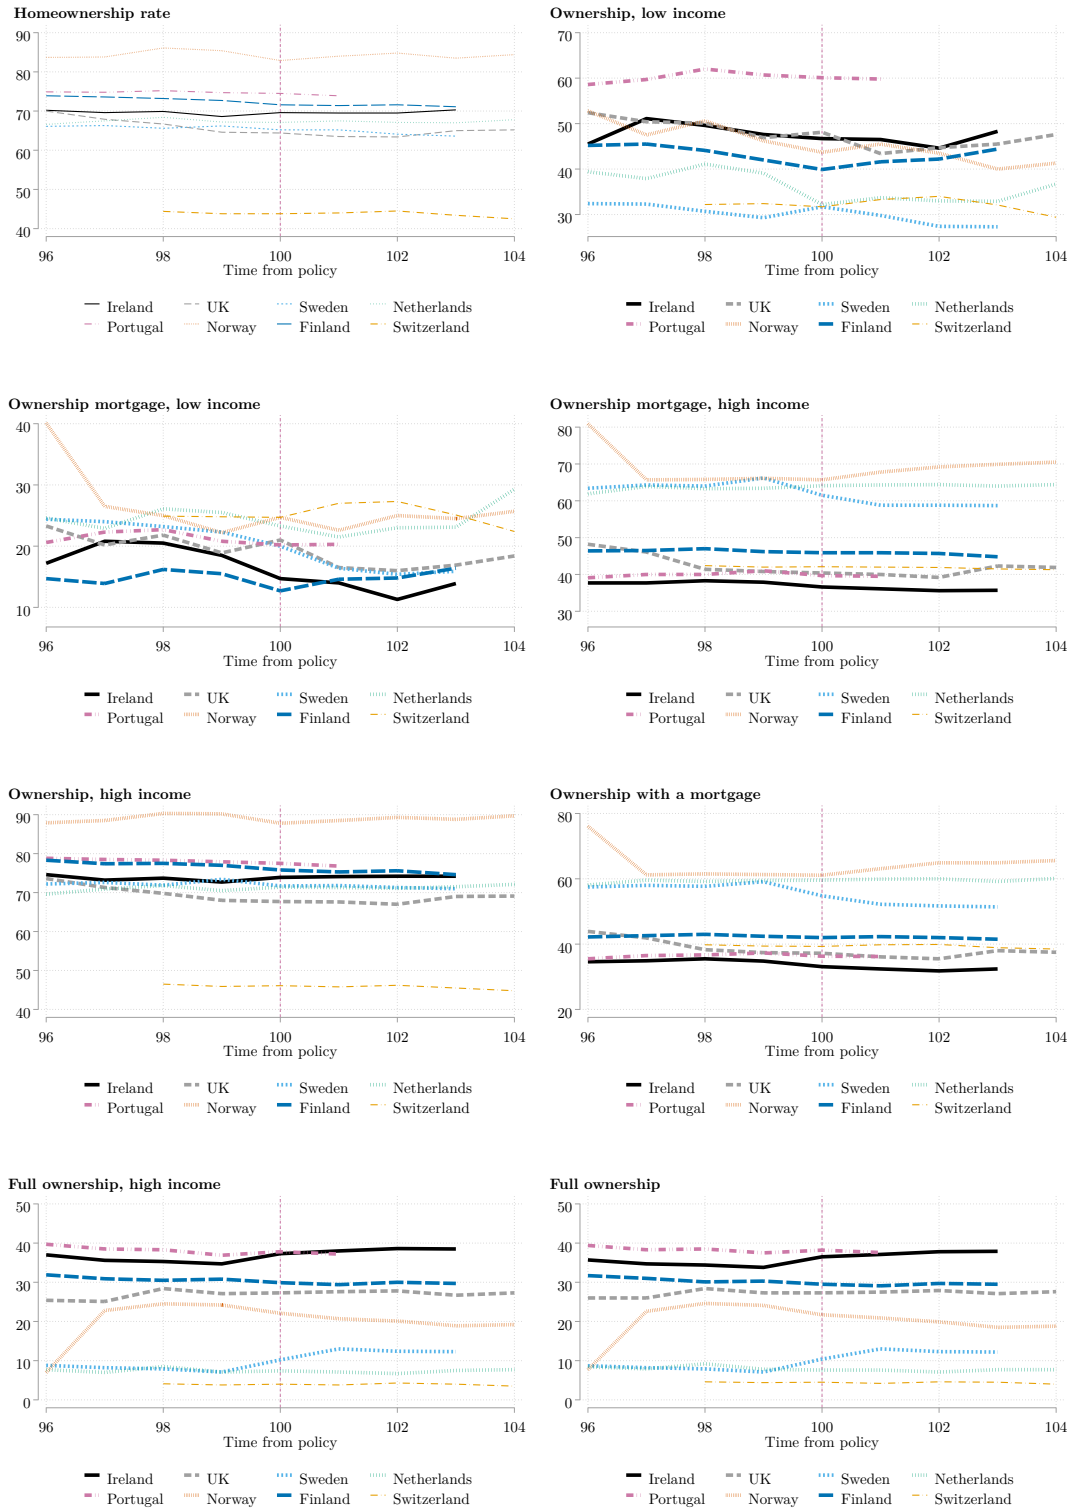 Homeownership rate
90
80
70
60
50
40
96 98 100 102 104
Time from policy
Ireland UK Sweden Netherlands
Portugal Norway Finland Switzerland
Ownership, low income
70
60
50
40
30
96 98 100 102 104
Time from policy
Ireland UK Sweden Netherlands
Portugal Norway Finland Switzerland
Ownership mortgage, low income
40
30
20
10
96 98 100 102 104
Time from policy
Ireland UK Sweden Netherlands
Portugal Norway Finland Switzerland
Ownership mortgage, high income
80
70
60
50
40
30
96 98 100 102 104
Time from policy
Ireland UK Sweden Netherlands
Portugal Norway Finland Switzerland
Ownership, high income
90
80
70
60
50
40
96 98 100 102 104
Time from policy
Ireland UK Sweden Netherlands
Portugal Norway Finland Switzerland
Ownership with a mortgage
80
60
40
20
96 98 100 102 104
Time from policy
Ireland UK Sweden Netherlands
Portugal Norway Finland Switzerland
Full ownership, high income
50
40
30
20
10
0
96 98 100 102 104
Time from policy
Ireland UK Sweden Netherlands
Portugal Norway Finland Switzerland
Full ownership
50
40
30
20
10
0
96 98 100 102 104
Time from policy
Ireland UK Sweden Netherlands
Portugal Norway Finland Switzerland